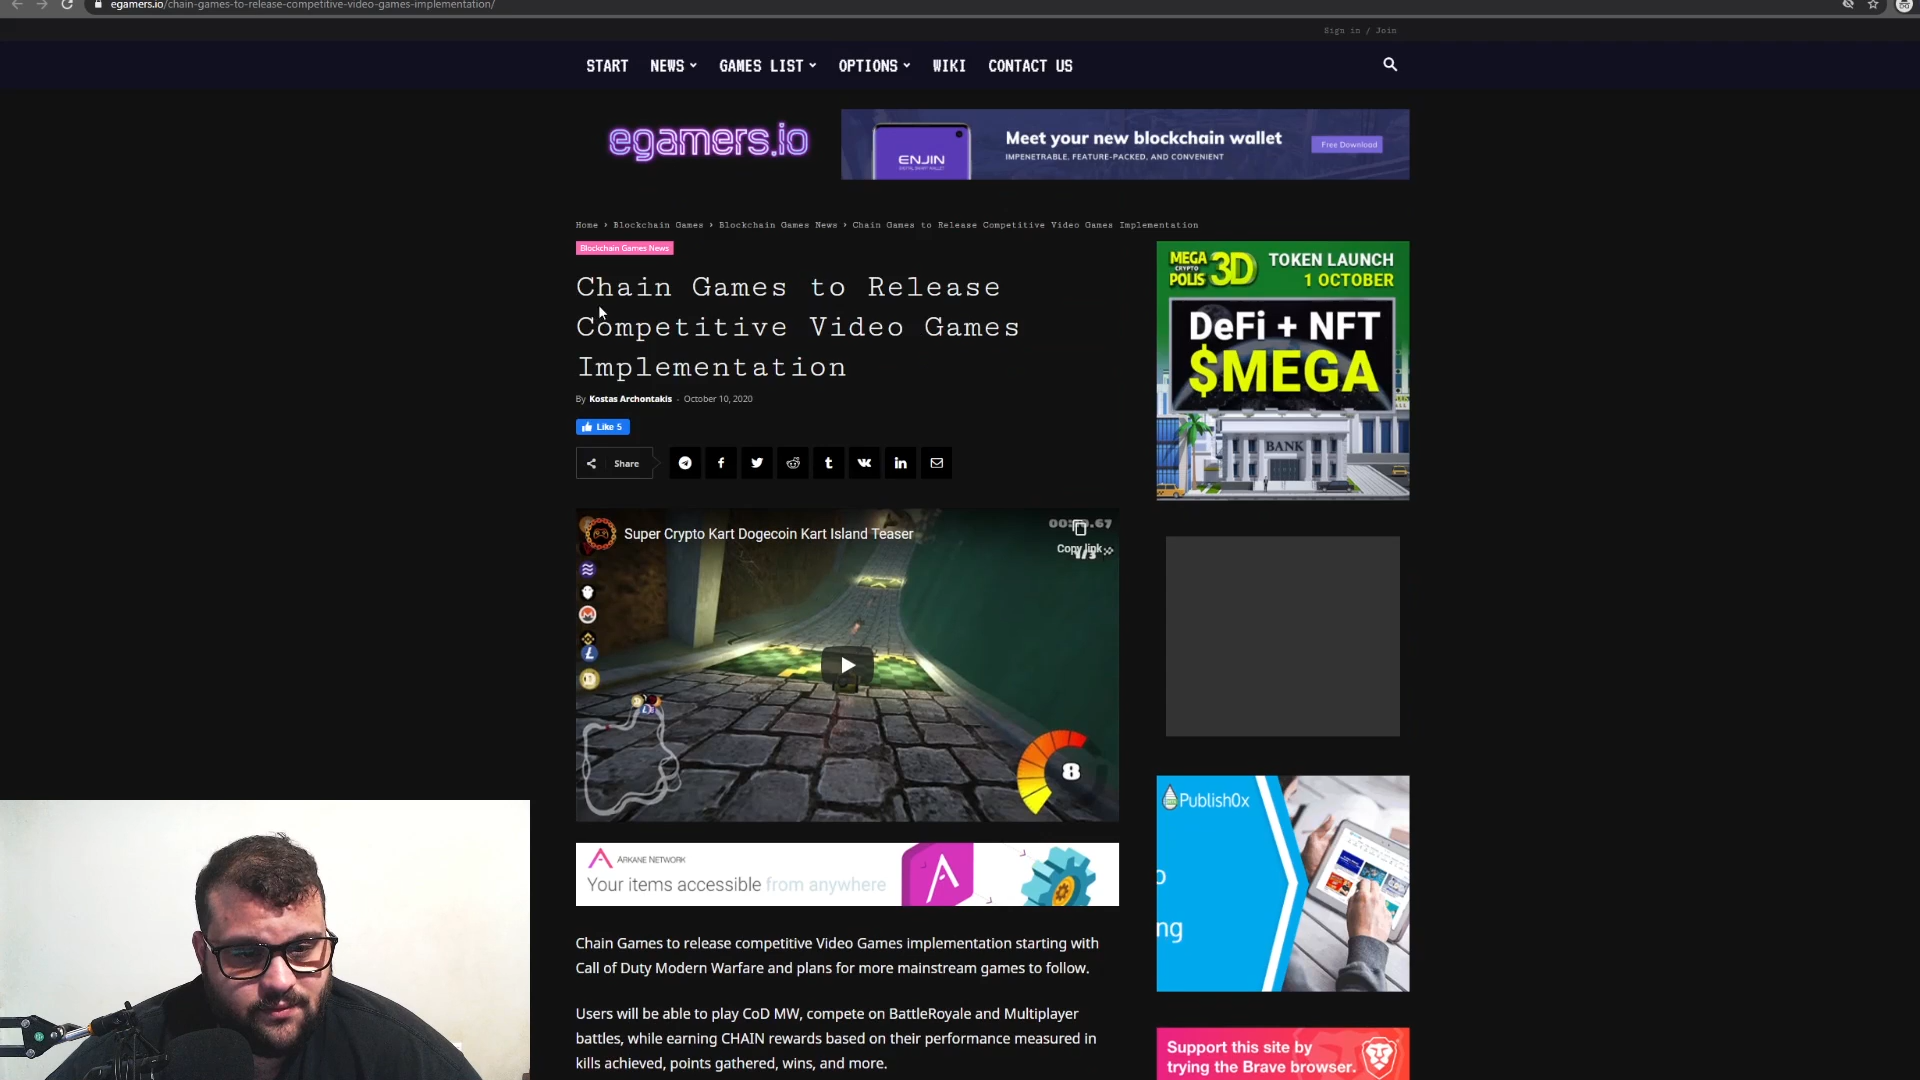 egamers.io/chain-games-to-release-competitive-video-games-implementation/
Sign in / Join
START NEWS GAMES LIST OPTIONS WIKI CONTACT US
egamers.io
ENJIN
Meet your new blockchain wallet
IMPENETRABLE, FEATURE-PACKED, AND CONVENIENT
Free Download
Home › Blockchain Games › Blockchain Games News › Chain Games to Release Competitive Video Games Implementation
Blockchain Games News
Chain Games to Release
Competitive Video Games
Implementation
By Kostas Archontakis - October 10, 2020
Like 5
Share
Super Crypto Kart Dogecoin Kart Island Teaser
Copy link
1/3
8
ARKANE NETWORK
Your items accessible from anywhere
Chain Games to release competitive Video Games implementation starting with
Call of Duty Modern Warfare and plans for more mainstream games to follow.
Users will be able to play CoD MW, compete on BattleRoyale and Multiplayer
battles, while earning CHAIN rewards based on their performance measured in
kills achieved, points gathered, wins, and more.
MEGA
CRYPTO
POLIS 3D
TOKEN LAUNCH
1 OCTOBER
DeFi + NFT
$MEGA
BANK
Publish0x
ng
Support this site by
trying the Brave browser.